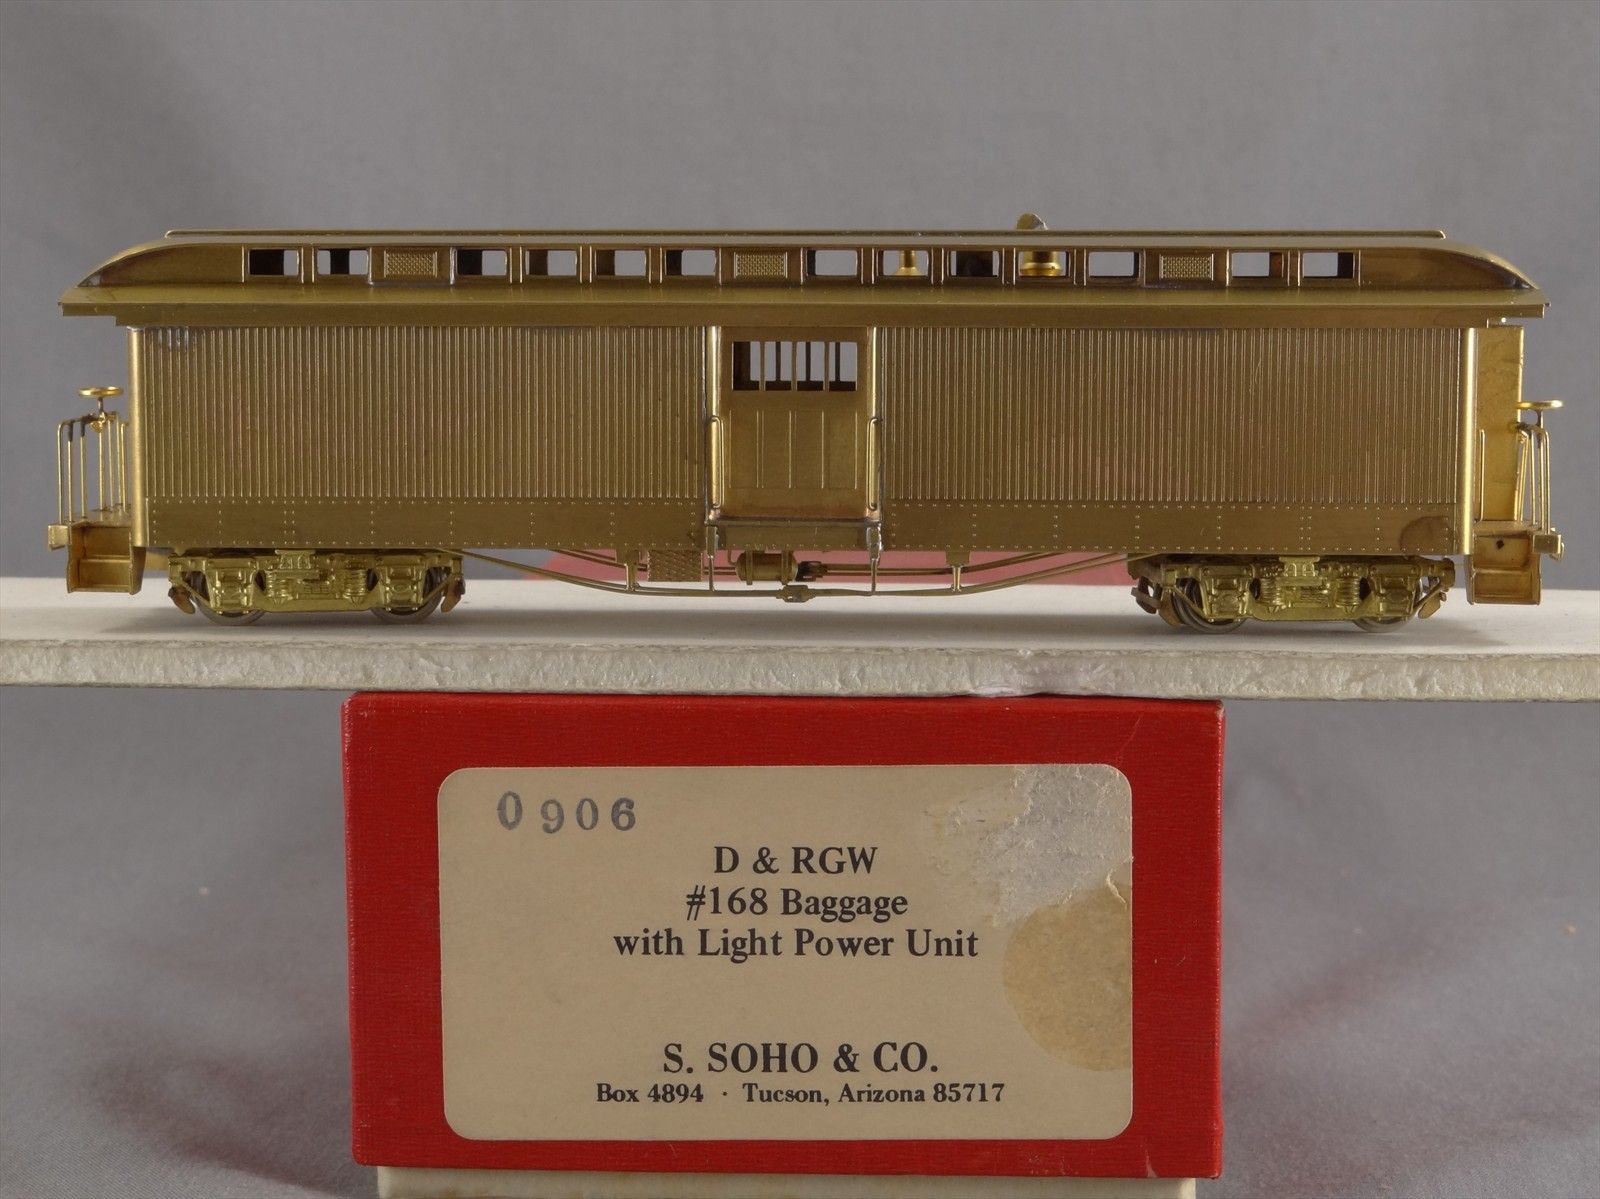 0906
D & RGW
#168 Baggage
with Light Power Unit
S. SOHO & CO.
Box 4894 · Tucson, Arizona 85717